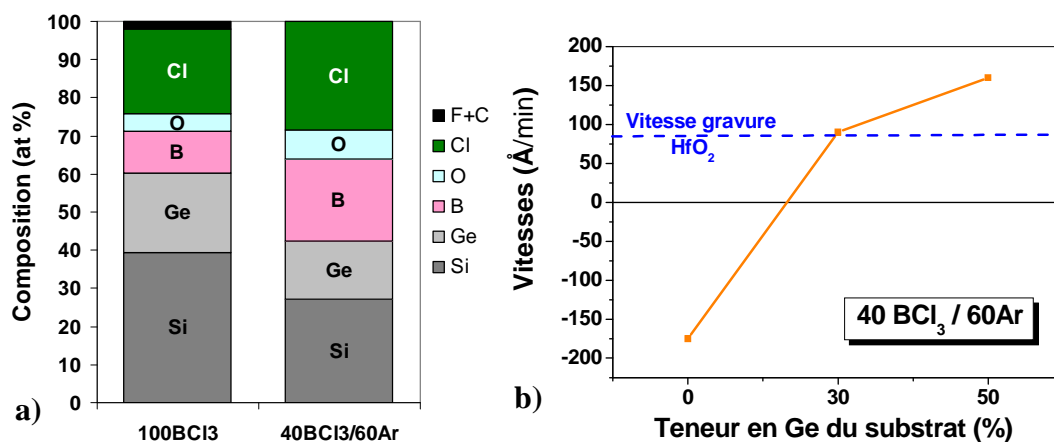 Composition (at %)
100
90
80
70
60
50
40
30
20
10
0
Cl
O
B
Ge
Si
Cl
O
B
Ge
Si
100BCl3
40BCl3/60Ar
F+C
Cl
O
B
Ge
Si
a)
Vitesses (Å/min)
200
150
100
50
0
-50
-100
-150
-200
Vitesse gravure
HfO₂
40 BCl₃ / 60Ar
0
30
50
Teneur en Ge du substrat (%)
b)